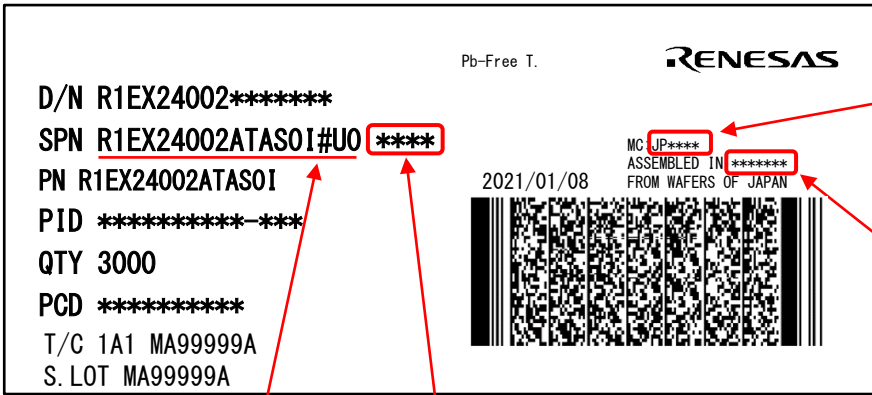 Pb-Free T.
RENESAS
D/N R1EX24002*******
SPN R1EX24002ATAS0I#U0 ****
PN R1EX24002ATAS0I
PID **********-***
QTY 3000
PCD **********
T/C 1A1 MA99999A
S.LOT MA99999A
MC:JP****
ASSEMBLED IN *******
FROM WAFERS OF JAPAN
2021/01/08